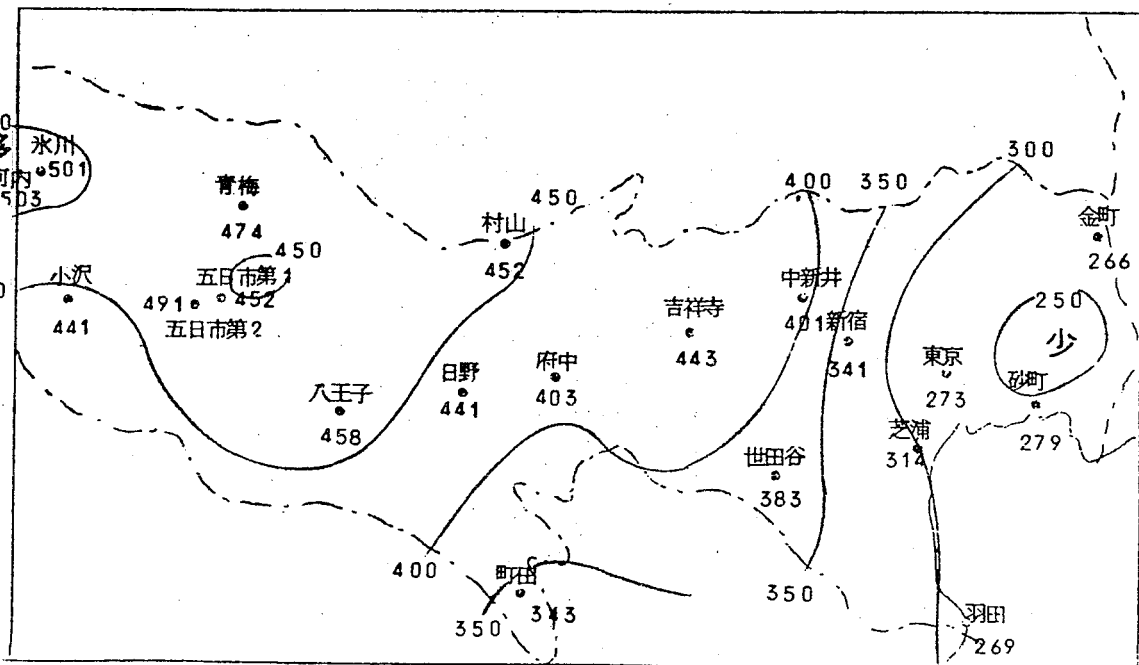 氷川
501
河内
503
青梅
474
450
五日市第1
452
491
五日市第2
小沢
441
村山
452
450
八王子
458
日野
441
府中
403
吉祥寺
443
400
中新井
401
350
新宿
341
300
金町
266
250
少
東京
273
砂町
279
芝浦
314
世田谷
383
400
350
町田
343
350
羽田
269